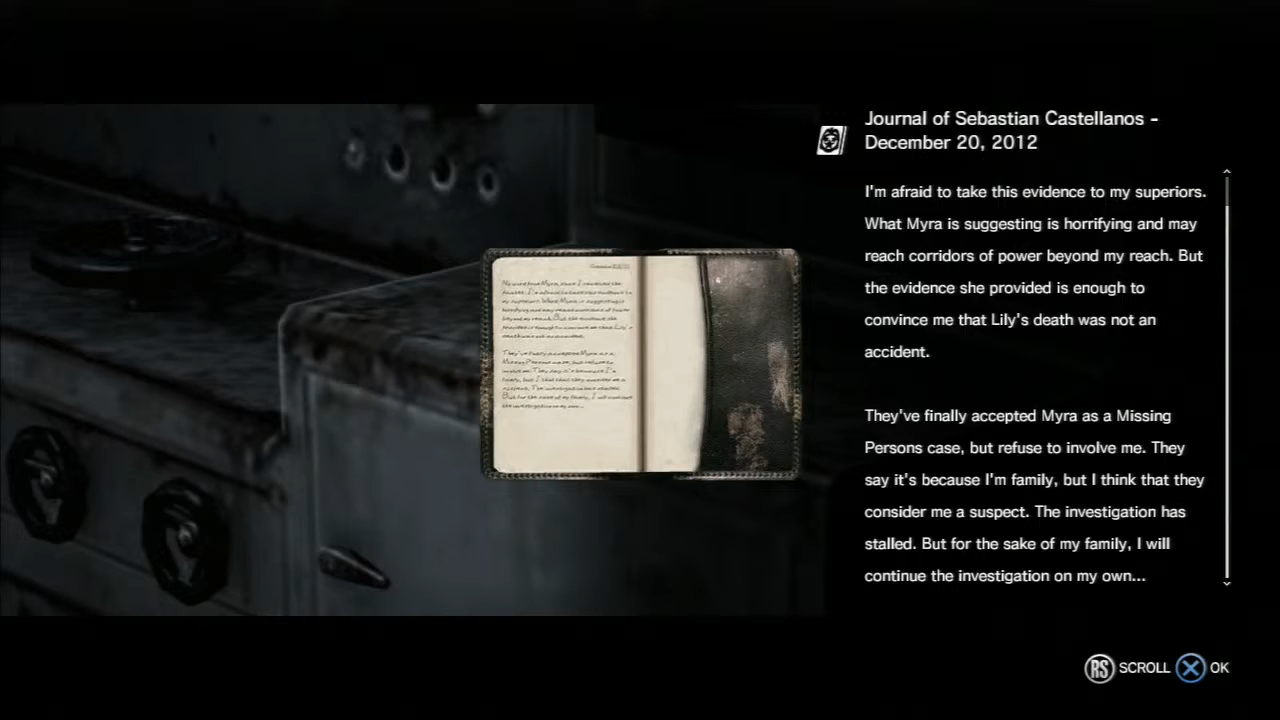 Journal of Sebastian Castellanos -
December 20, 2012
I'm afraid to take this evidence to my superiors.
What Myra is suggesting is horrifying and may
reach corridors of power beyond my reach. But
the evidence she provided is enough to
convince me that Lily's death was not an
accident.
They've finally accepted Myra as a Missing
Persons case, but refuse to involve me. They
say it's because I'm family, but I think that they
consider me a suspect. The investigation has
stalled. But for the sake of my family, I will
continue the investigation on my own...
RS SCROLL OK